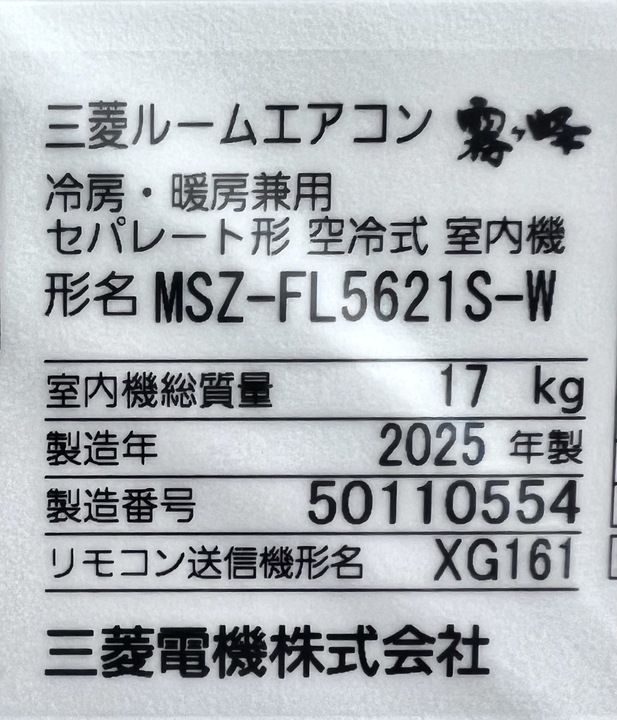 三菱ルームエアコン 霧ヶ峰
冷房・暖房兼用
セパレート形 空冷式 室内機
形名 MSZ-FL5621S-W
室内機総質量 17 kg
製造年 2025 年製
製造番号 50110554
リモコン送信機形名 XG161
三菱電機株式会社